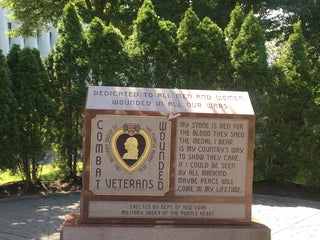 DEDICATED TO ALL MEN AND WOMEN
WOUNDED IN ALL OUR WARS
COMBAT
WOUNDED
VETERANS
MY STONE IS RED FOR
THE BLOOD THEY SHED
THE MEDAL I BEAR
IS MY COUNTRY'S WAY
TO SHOW THEY CARE
IF I COULD BE SEEN
BY ALL MANKIND
MAYBE PEACE WILL
COME IN MY LIFETIME.
ERECTED BY DEPT. OF NEW YORK
MILITARY ORDER OF THE PURPLE HEART